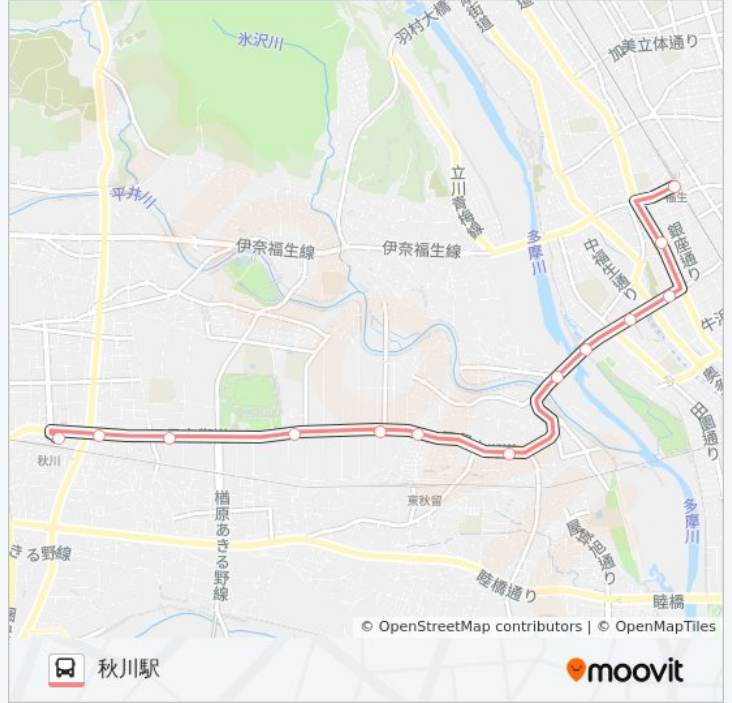 羽村大橋
街道
道
加美立体通り
氷沢川
平井川
立川青梅線
福生
伊奈福生線
伊奈福生線
多摩川
中福生通り
銀座通り
田園通り
秋川
東秋留
檜原あきる野線
きる野線
睦橋通り
多摩川
睦橋
© OpenStreetMap contributors | © OpenMapTiles
秋川駅
moovit